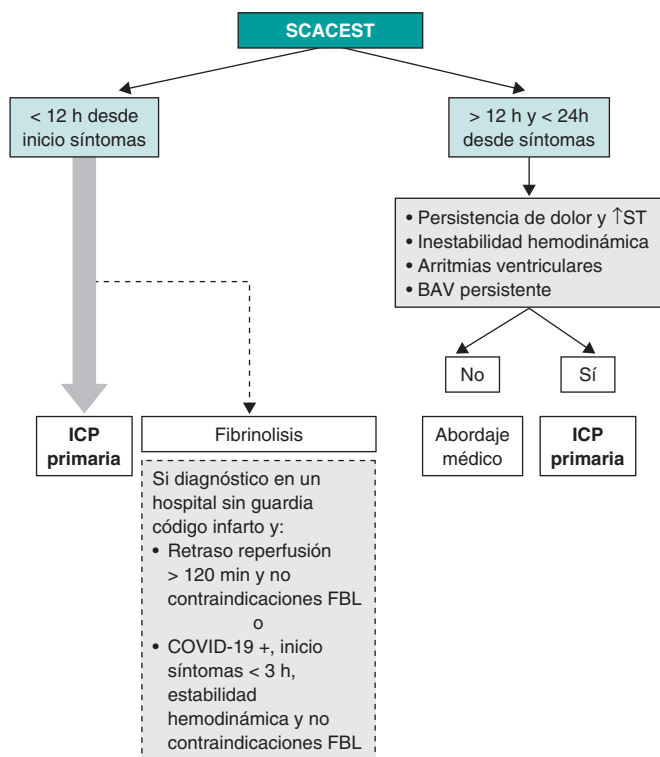 SCACEST
< 12 h desde
inicio síntomas
> 12 h y < 24h
desde síntomas
• Persistencia de dolor y ↑ST
• Inestabilidad hemodinámica
• Arritmias ventriculares
• BAV persistente
No
Sí
ICP
primaria
Fibrinolisis
Abordaje
médico
ICP
primaria
Si diagnóstico en un
hospital sin guardia
código infarto y:
• Retraso reperfusión
> 120 min y no
contraindicaciones FBL
o
• COVID-19 +, inicio
síntomas < 3 h,
estabilidad
hemodinámica y no
contraindicaciones FBL